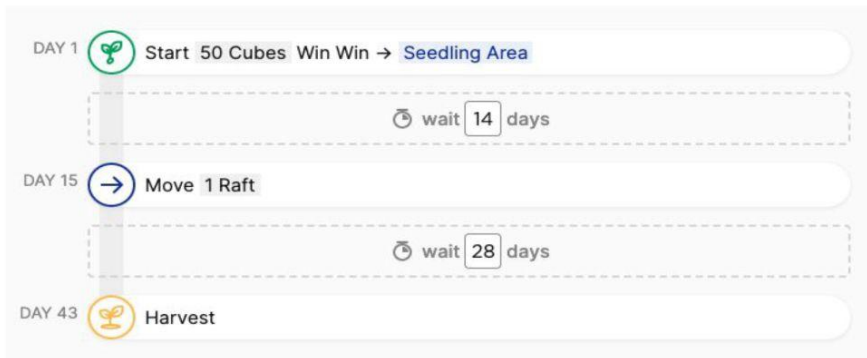 DAY 1 Start 50 Cubes Win Win → Seedling Area
wait 14 days
DAY 15 Move 1 Raft
wait 28 days
DAY 43 Harvest